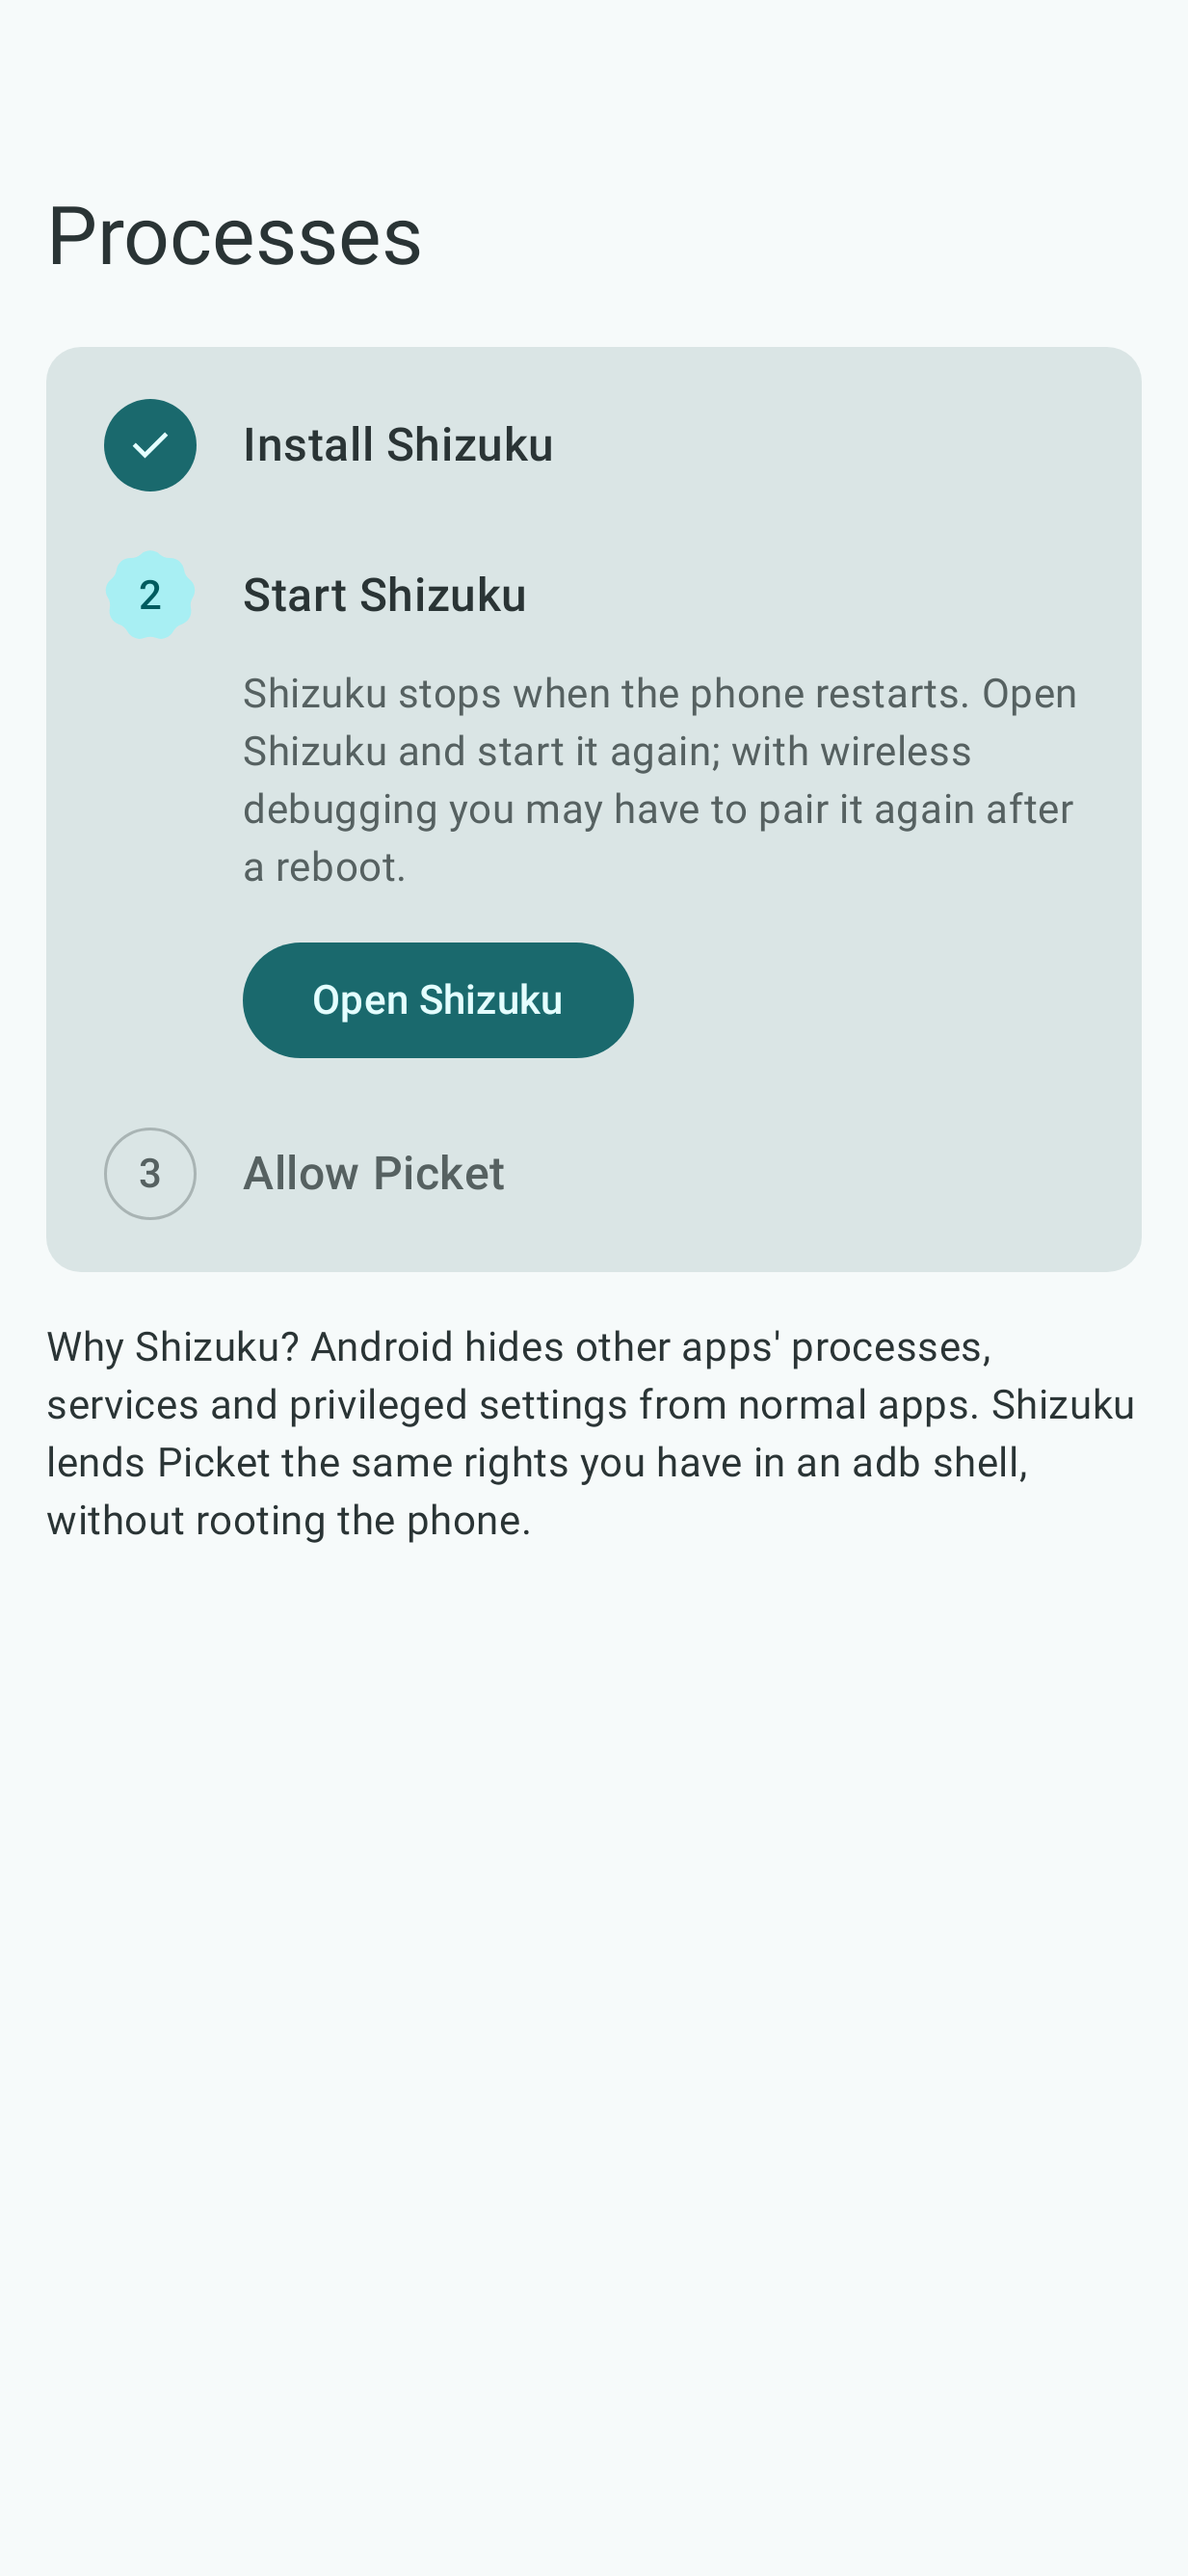 Processes
Install Shizuku
2
Start Shizuku
Shizuku stops when the phone restarts. Open
Shizuku and start it again; with wireless
debugging you may have to pair it again after
a reboot.
Open Shizuku
3
Allow Picket
Why Shizuku? Android hides other apps' processes,
services and privileged settings from normal apps. Shizuku
lends Picket the same rights you have in an adb shell,
without rooting the phone.